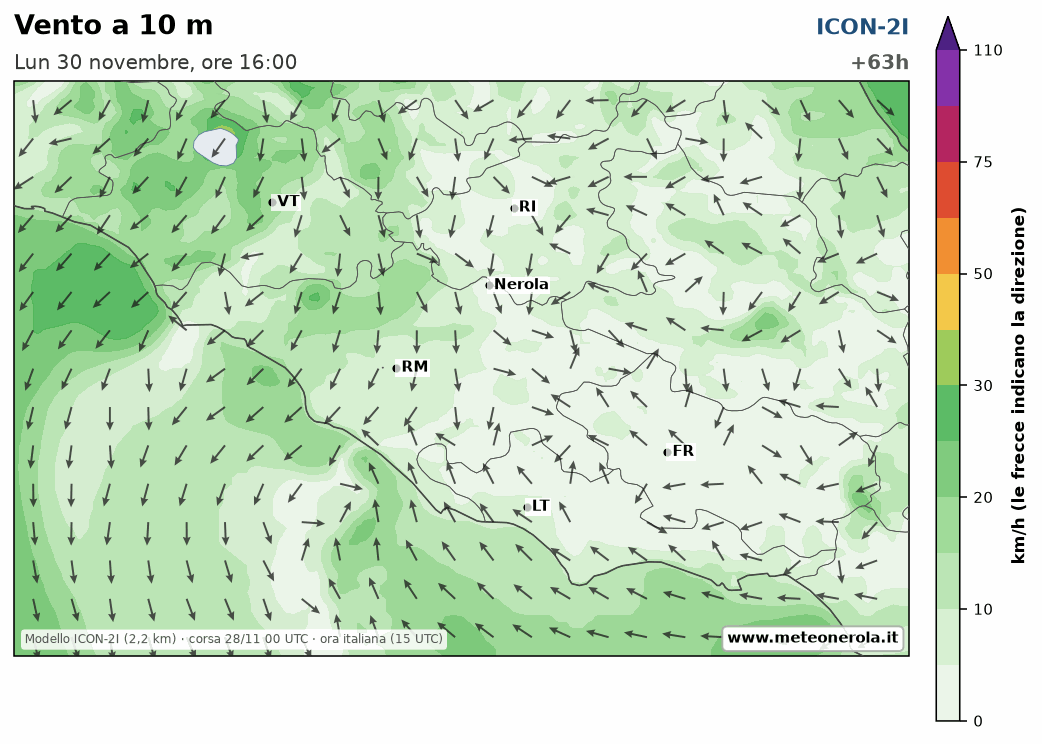 Vento a 10 m
ICON-2I
Lun 30 novembre, ore 16:00
+63h
110
75
50
30
20
10
0
km/h (le frecce indicano la direzione)
VT
RI
Nerola
RM
FR
LT
Modello ICON-2I (2,2 km) · corsa 28/11 00 UTC · ora italiana (15 UTC)
www.meteonerola.it